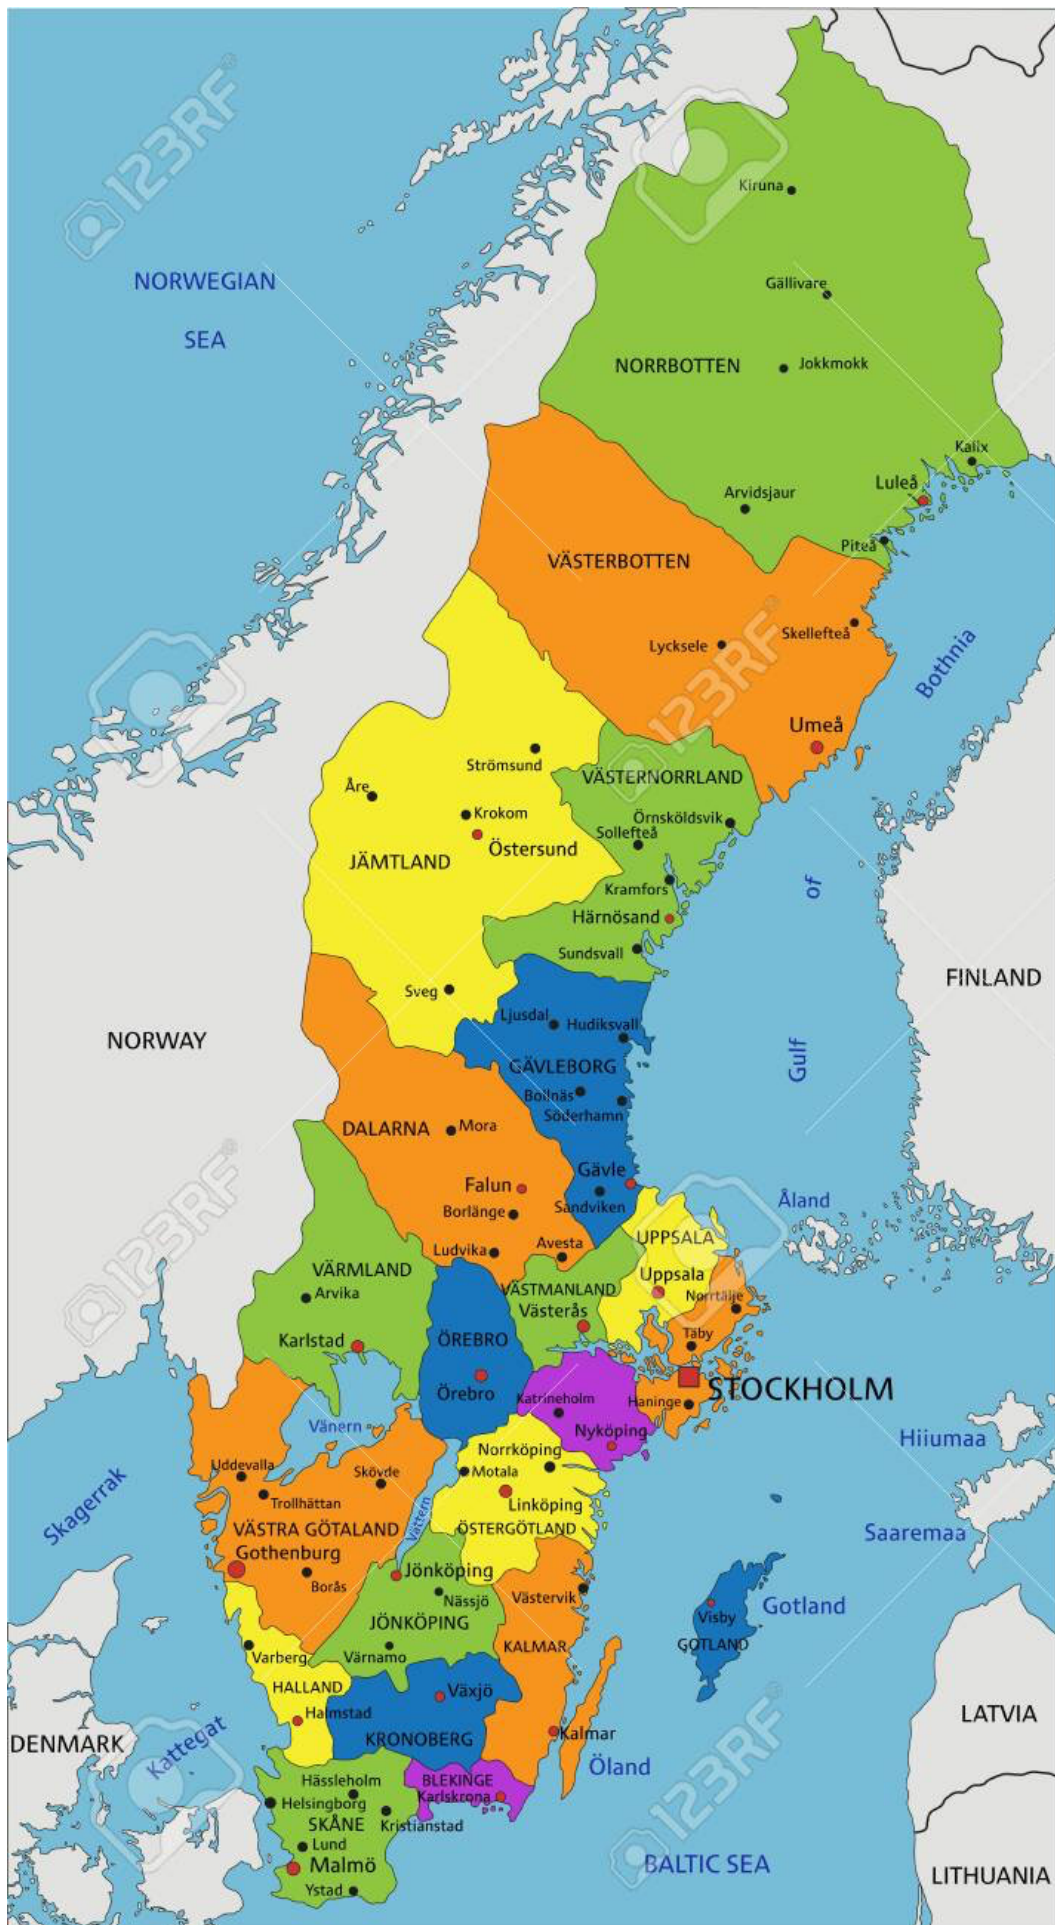 123RF®
Kiruna
NORWEGIAN
SEA
Gällivare
NORRBOTTEN
Jokkmokk
Kalix
Luleå
Arvidsjaur
Piteå
VÄSTERBOTTEN
Skellefteå
Lycksele
Bothnia
123RF®
Umeå
Strömsund
VÄSTERNORRLAND
Åre
Krokom
Örnsköldsvik
Sollefteå
Östersund
JÄMTLAND
Kramfors
of
Härnösand
Sundsvall
FINLAND
Sveg
Ljusdal
Hudiksvall
NORWAY
Gulf
GÄVLEBORG
Bollnäs
Söderhamn
DALARNA
Mora
Gävle
Falun
Åland
Sandviken
Borlänge
123RF®
UPPSALA
Avesta
Ludvika
VÄRMLAND
Uppsala
VÄSTMANLAND
Norrtälje
Arvika
Västerås
Täby
Karlstad
ÖREBRO
STOCKHOLM
Örebro
Katrineholm
Haninge
Vänern
Nyköping
Hiiumaa
Norrköping
Uddevalla
Skövde
Motala
Trollhättan
Linköping
Skagerrak
Vättern
VÄSTRA GÖTALAND
ÖSTERGÖTLAND
Saaremaa
Gothenburg
Jönköping
Borås
Nässjö
Västervik
Gotland
Visby
JÖNKÖPING
GOTLAND
KALMAR
Varberg
Värnamo
HALLAND
Växjö
Halmstad
LATVIA
Kalmar
KRONOBERG
DENMARK
Kattegat
Öland
123RF®
Hässleholm
BLEKINGE
Karlskrona
Helsingborg
SKÅNE
Kristianstad
Lund
Malmö
BALTIC SEA
LITHUANIA
Ystad